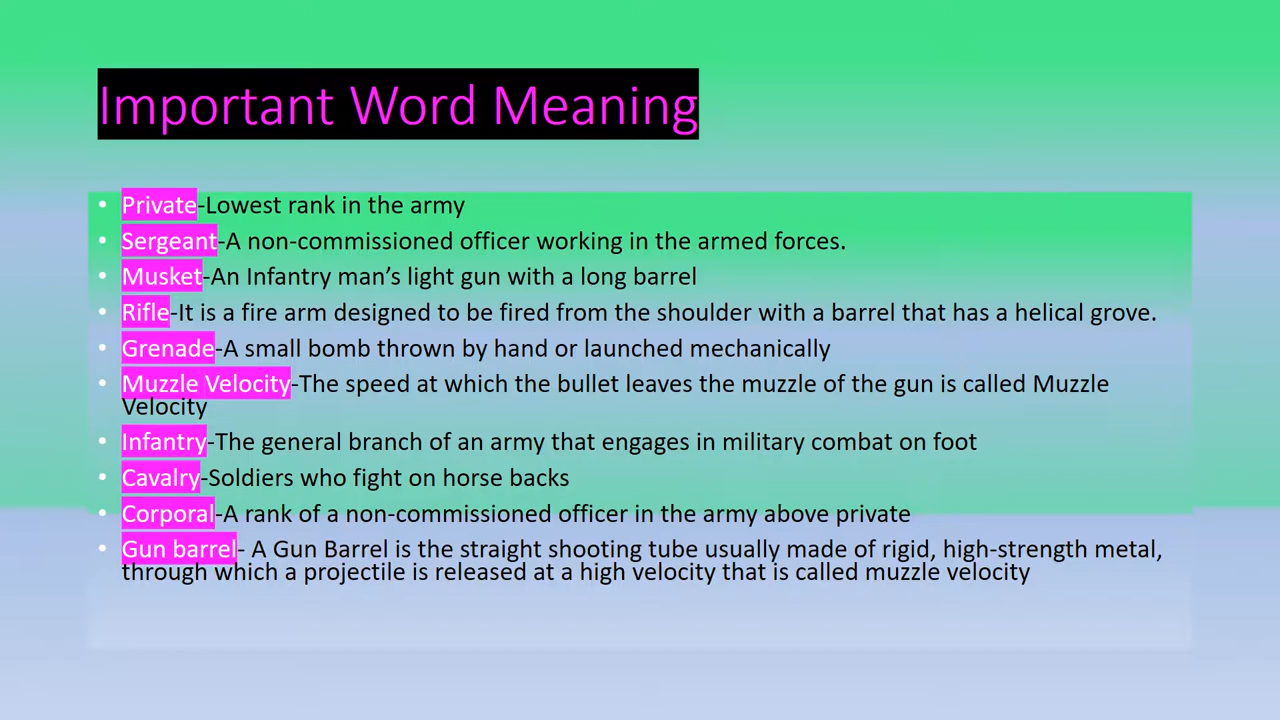 Important Word Meaning
• Private-Lowest rank in the army
• Sergeant-A non-commissioned officer working in the armed forces.
• Musket-An Infantry man’s light gun with a long barrel
• Rifle-It is a fire arm designed to be fired from the shoulder with a barrel that has a helical grove.
• Grenade-A small bomb thrown by hand or launched mechanically
• Muzzle Velocity-The speed at which the bullet leaves the muzzle of the gun is called Muzzle
Velocity
• Infantry-The general branch of an army that engages in military combat on foot
• Cavalry-Soldiers who fight on horse backs
• Corporal-A rank of a non-commissioned officer in the army above private
• Gun barrel- A Gun Barrel is the straight shooting tube usually made of rigid, high-strength metal,
through which a projectile is released at a high velocity that is called muzzle velocity